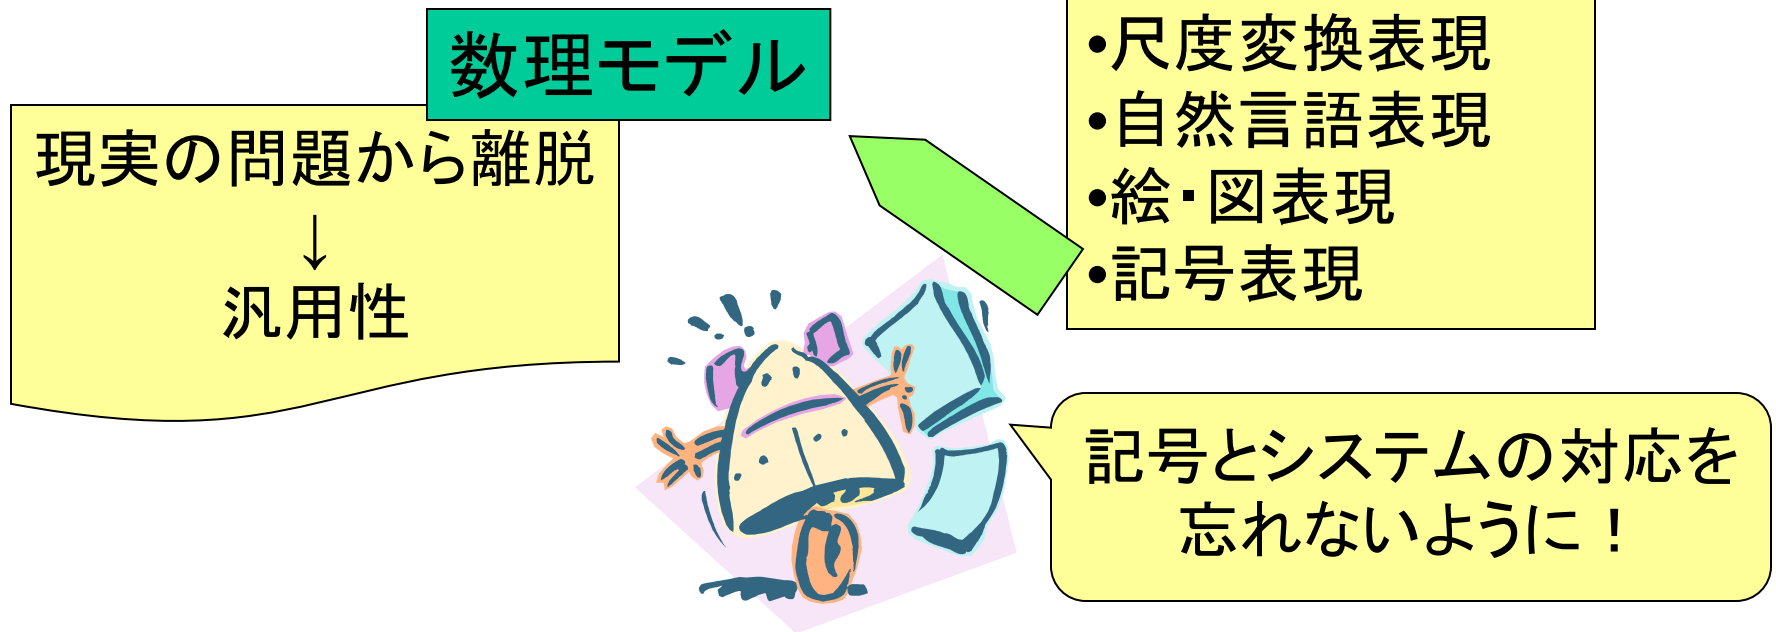 数理モデル
現実の問題から離脱
↓
汎用性
•尺度変換表現
•自然言語表現
•絵・図表現
•記号表現
記号とシステムの対応を
忘れないように！